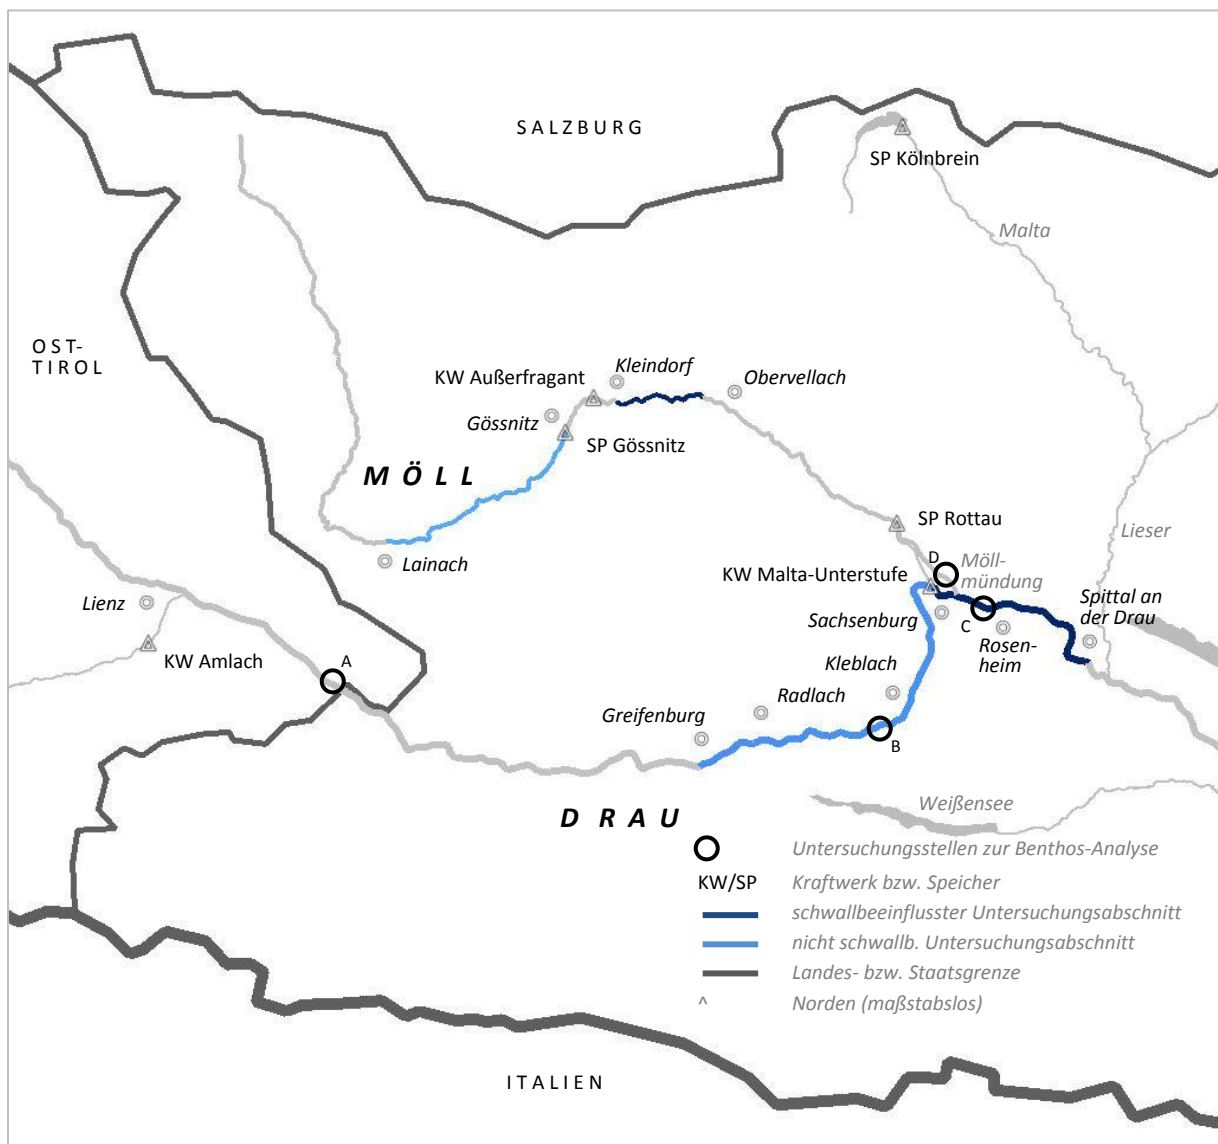 SALZBURG
SP Kölnbrein
Malta
OST-
TIROL
KW Außerfragant
Kleindorf
Obervellach
Gössnitz
SP Gössnitz
MÖLL
SP Rottau
Lieser
Lainach
D
Möll-
mündung
KW Malta-Unterstufe
Spittal an
der Drau
Lienz
Sachsenburg
C
Rosen-
heim
KW Amlach
A
Kleblach
Radlach
Greifenburg
B
DRAU
Weißensee
Untersuchungsstellen zur Benthos-Analyse
KW/SP Kraftwerk bzw. Speicher
schwallbeeinflusster Untersuchungsabschnitt
nicht schwallb. Untersuchungsabschnitt
Landes- bzw. Staatsgrenze
^ Norden (maßstabslos)
ITALIEN